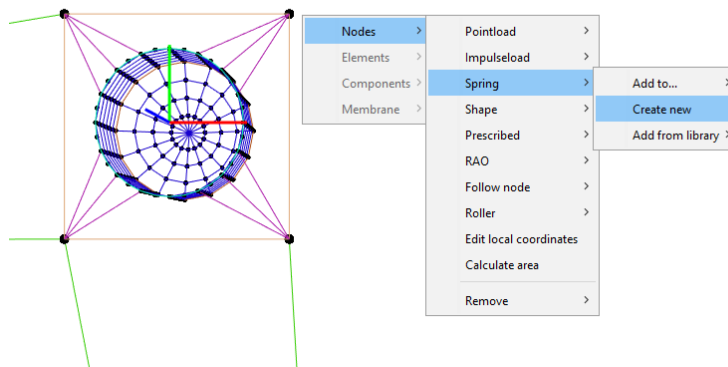 Nodes
Elements
Components
Membrane
Pointload
Impulseload
Spring
Shape
Prescribed
RAO
Follow node
Roller
Edit local coordinates
Calculate area
Remove
Add to...
Create new
Add from library